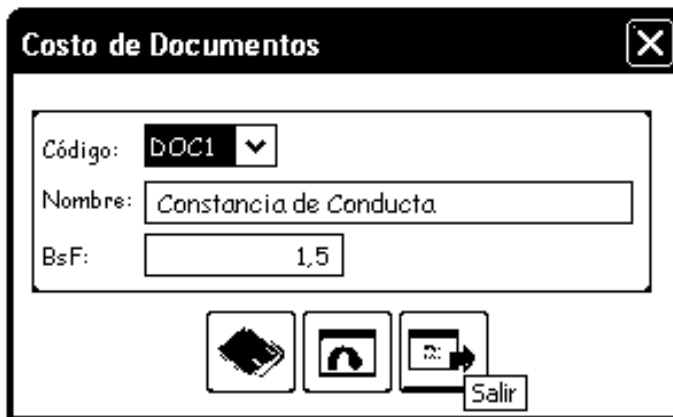 Costo de Documentos
Código: DOC1
Nombre: Constancia de Conducta
BsF: 1,5
Salir